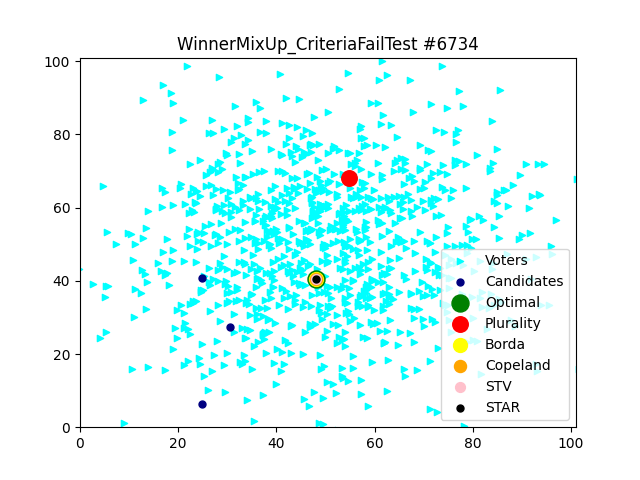 WinnerMixUp_CriteriaFailTest #6734
100
80
60
40
20
0
0 20 40 60 80 100
Voters
Candidates
Optimal
Plurality
Borda
Copeland
STV
STAR